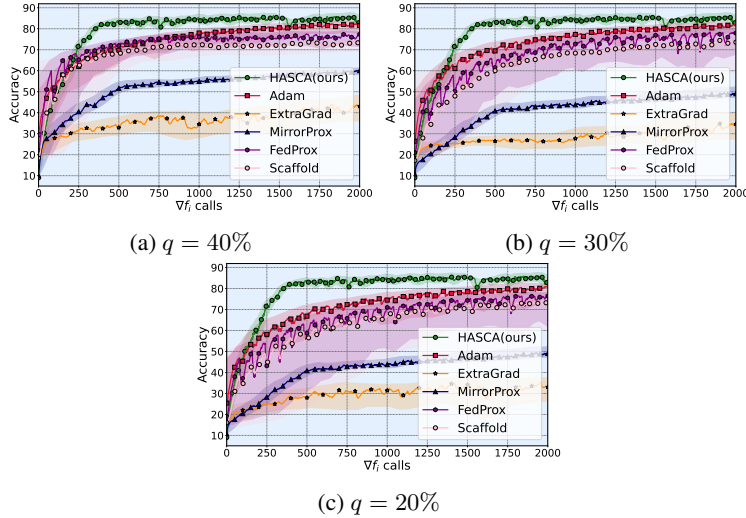 90
80
70
60
50
40
30
20
10
Accuracy
HASCA(ours)
Adam
ExtraGrad
MirrorProx
FedProx
Scaffold
0 250 500 750 1000 1250 1500 1750 2000
∇fᵢ calls
(a) q = 40%
90
80
70
60
50
40
30
20
10
Accuracy
HASCA(ours)
Adam
ExtraGrad
MirrorProx
FedProx
Scaffold
0 250 500 750 1000 1250 1500 1750 2000
∇fᵢ calls
(b) q = 30%
90
80
70
60
50
40
30
20
10
Accuracy
HASCA(ours)
Adam
ExtraGrad
MirrorProx
FedProx
Scaffold
0 250 500 750 1000 1250 1500 1750 2000
∇fᵢ calls
(c) q = 20%